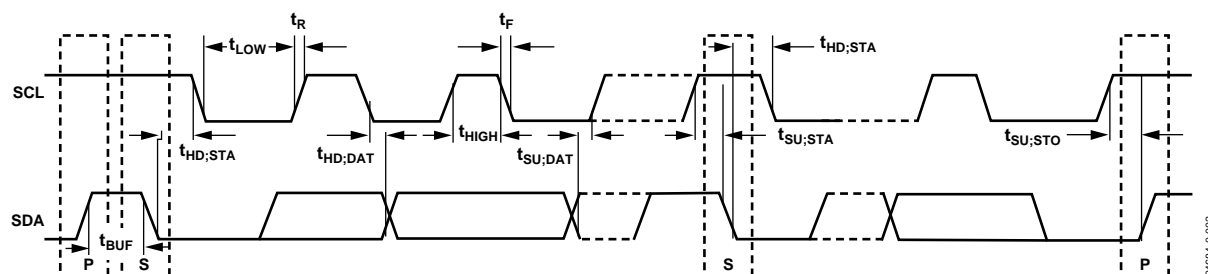 tR
tF
tLOW
tHD;STA
SCL
tHD;STA
tHD;DAT
tHIGH
tSU;DAT
tSU;STA
tSU;STO
SDA
tBUF
P
S
S
P